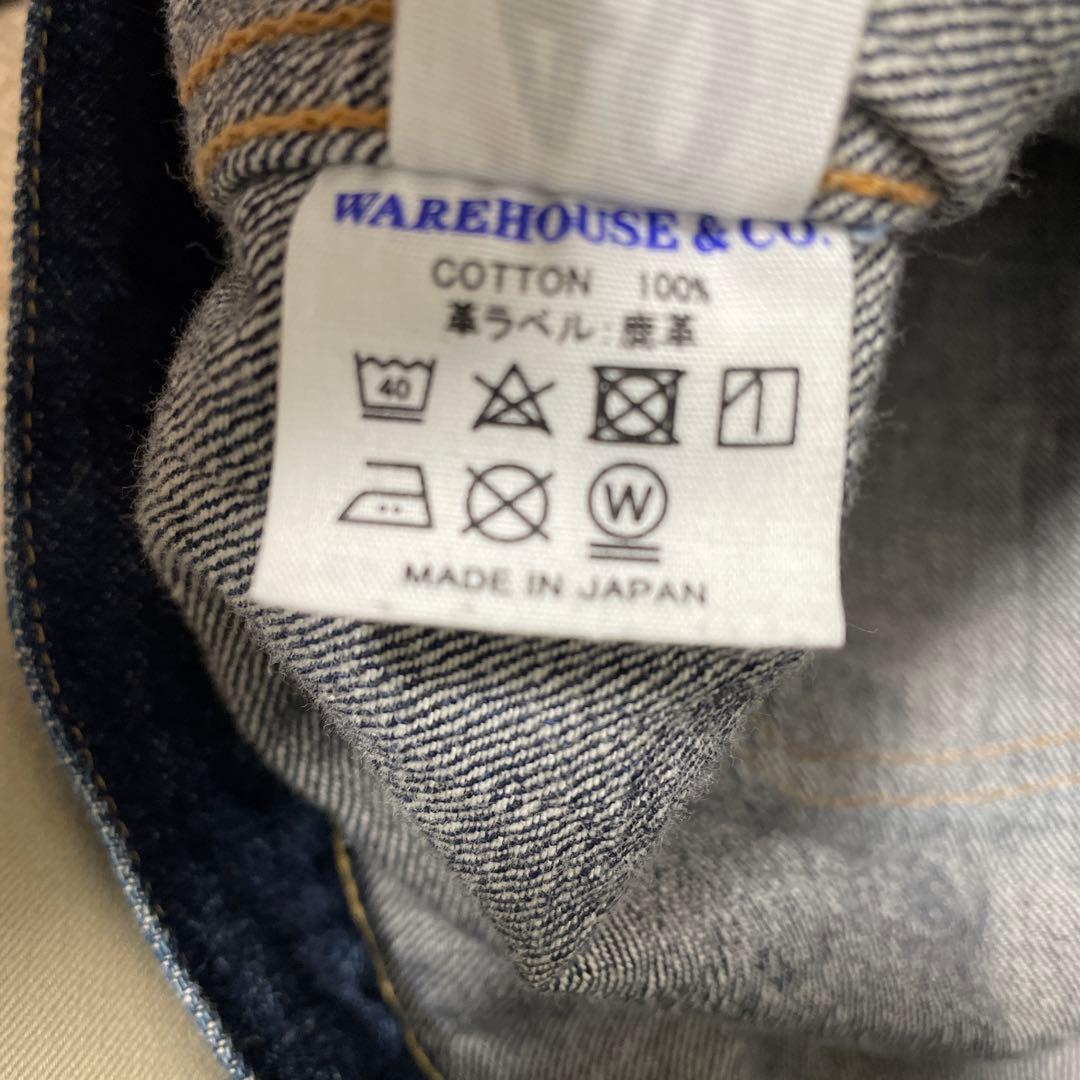 WAREHOUSE & CO.
COTTON 100%
革ラベル:鹿革
40
W
MADE IN JAPAN